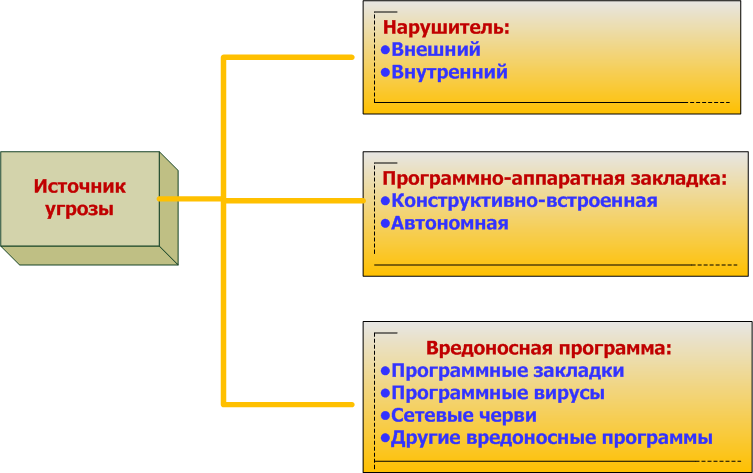 Нарушитель:
●Внешний
●Внутренний
Источник
угрозы
Программно-аппаратная закладка:
●Конструктивно-встроенная
●Автономная
Вредоносная программа:
●Программные закладки
●Программные вирусы
●Сетевые черви
●Другие вредоносные программы